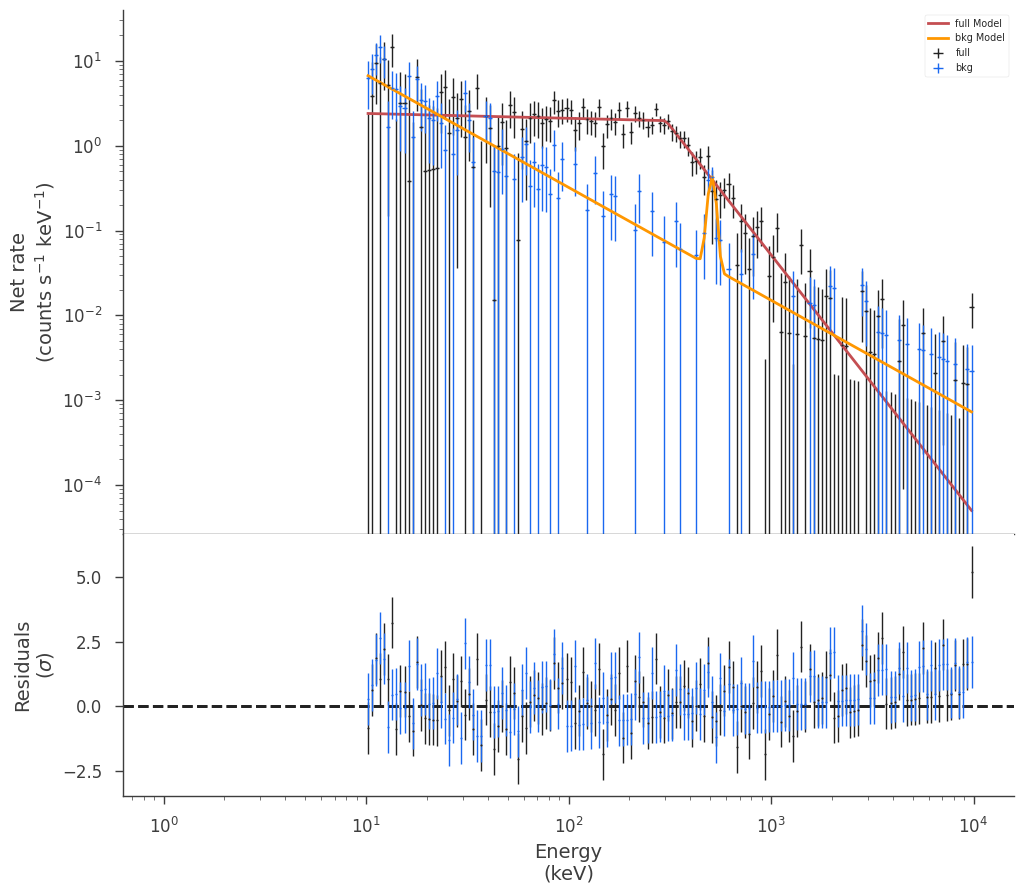 full Model
bkg Model
full
bkg
10¹
10⁰
10⁻¹
10⁻²
10⁻³
10⁻⁴
Net rate
(counts s⁻¹ keV⁻¹)
5.0
2.5
0.0
−2.5
Residuals
(σ)
10⁰ 10¹ 10² 10³ 10⁴
Energy
(keV)